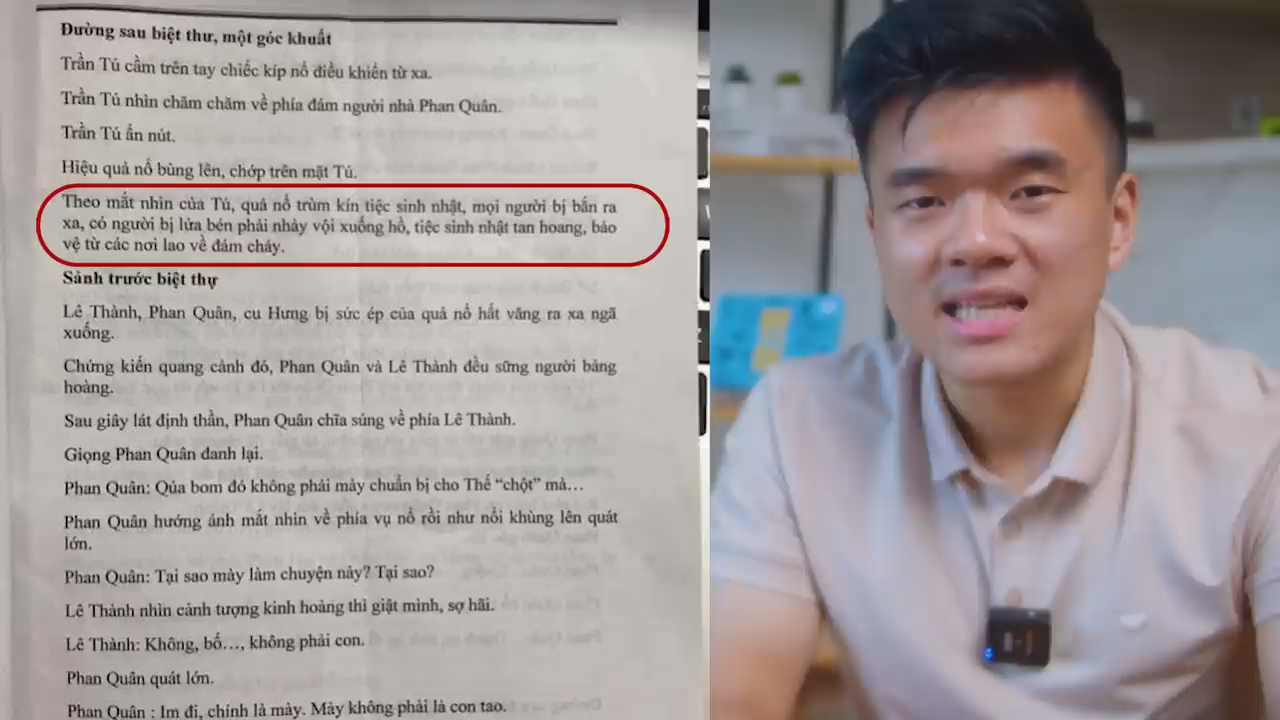 Đường sau biệt thư, một góc khuất
Trần Tú cầm trên tay chiếc kíp nổ điều khiển từ xa.
Trần Tú nhìn chăm chăm về phía đám người nhà Phan Quân.
Trần Tú ấn nút.
Hiệu quả nổ bùng lên, chớp trên mặt Tú.
Theo mắt nhìn của Tú, quả nổ trùm kín tiệc sinh nhật, mọi người bị bắn ra
xa, có người bị lửa bén phải nhảy vội xuống hồ, tiệc sinh nhật tan hoang, bảo
vệ từ các nơi lao về đám cháy.
Sảnh trước biệt thự
Lê Thành, Phan Quân, cu Hưng bị sức ép của quả nổ hất văng ra xa ngã
xuống.
Chứng kiến quang cảnh đó, Phan Quân và Lê Thành đều sững người bàng
hoàng.
Sau giây lát định thần, Phan Quân chĩa súng về phía Lê Thành.
Giọng Phan Quân đanh lại.
Phan Quân: Qủa bom đó không phải mày chuẩn bị cho Thế “chột” mà…
Phan Quân hướng ánh mắt nhìn về phía vụ nổ rồi như nổi khùng lên quát
lớn.
Phan Quân: Tại sao mày làm chuyện này? Tại sao?
Lê Thành nhìn cảnh tượng kinh hoàng thì giật mình, sợ hãi.
Lê Thành: Không, bố…, không phải con.
Phan Quân quát lớn.
Phan Quân : Im đi, chính là mày. Mày không phải là con tao.